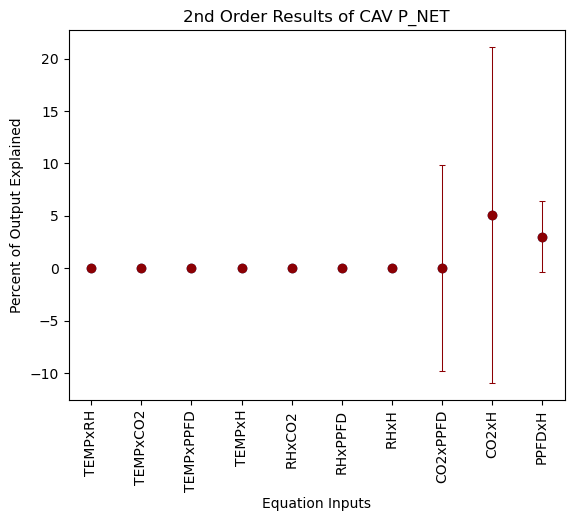 2nd Order Results of CAV P_NET
Percent of Output Explained
20
15
10
5
0
−5
−10
TEMPxRH
TEMPxCO2
TEMPxPPFD
TEMPxH
RHxCO2
RHxPPFD
RHxH
CO2xPPFD
CO2xH
PPFDxH
Equation Inputs